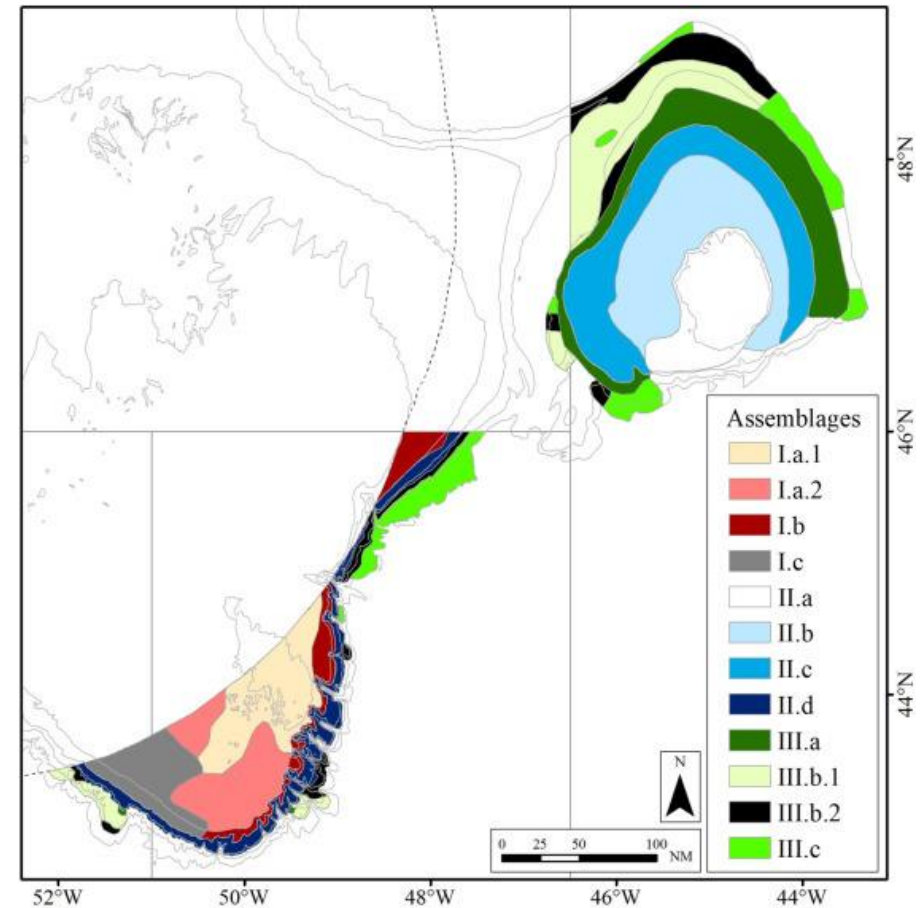 48°N
46°N
44°N
Assemblages
I.a.1
I.a.2
I.b
I.c
II.a
II.b
II.c
II.d
III.a
III.b.1
III.b.2
III.c
N
0 25 50 100
NM
52°W 50°W 48°W 46°W 44°W